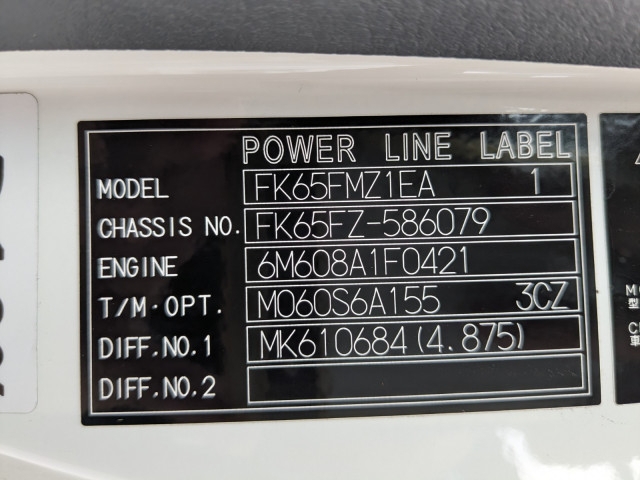 POWER LINE LABEL
MODEL FK65FMZ1EA 1
CHASSIS NO. FK65FZ-586079
ENGINE 6M608A1F0421
T/M·OPT. M060S6A155 3CZ
DIFF.NO.1 MK610684(4.875)
DIFF.NO.2